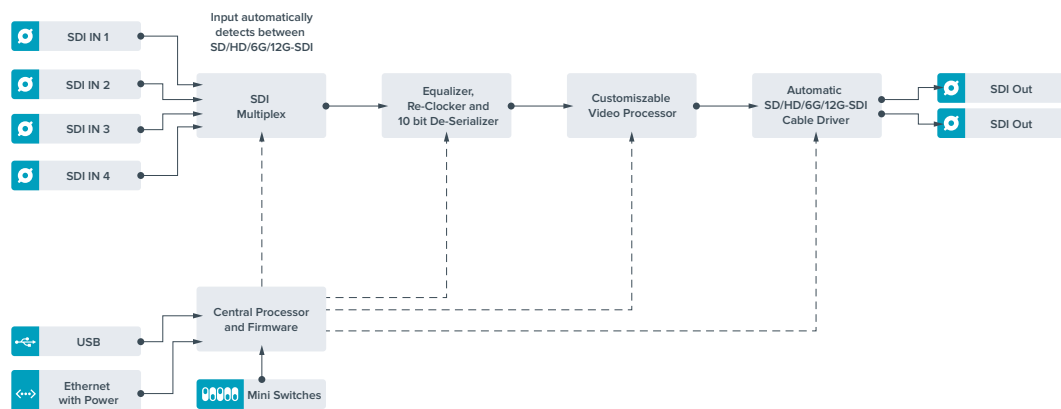 Input automatically
detects between
SD/HD/6G/12G-SDI
SDI IN 1
SDI IN 2
SDI IN 3
SDI IN 4
SDI
Multiplex
Equalizer,
Re-Clocker and
10 bit De-Serializer
Customiszable
Video Processor
Automatic
SD/HD/6G/12G-SDI
Cable Driver
SDI Out
SDI Out
Central Processor
and Firmware
USB
Ethernet
with Power
Mini Switches